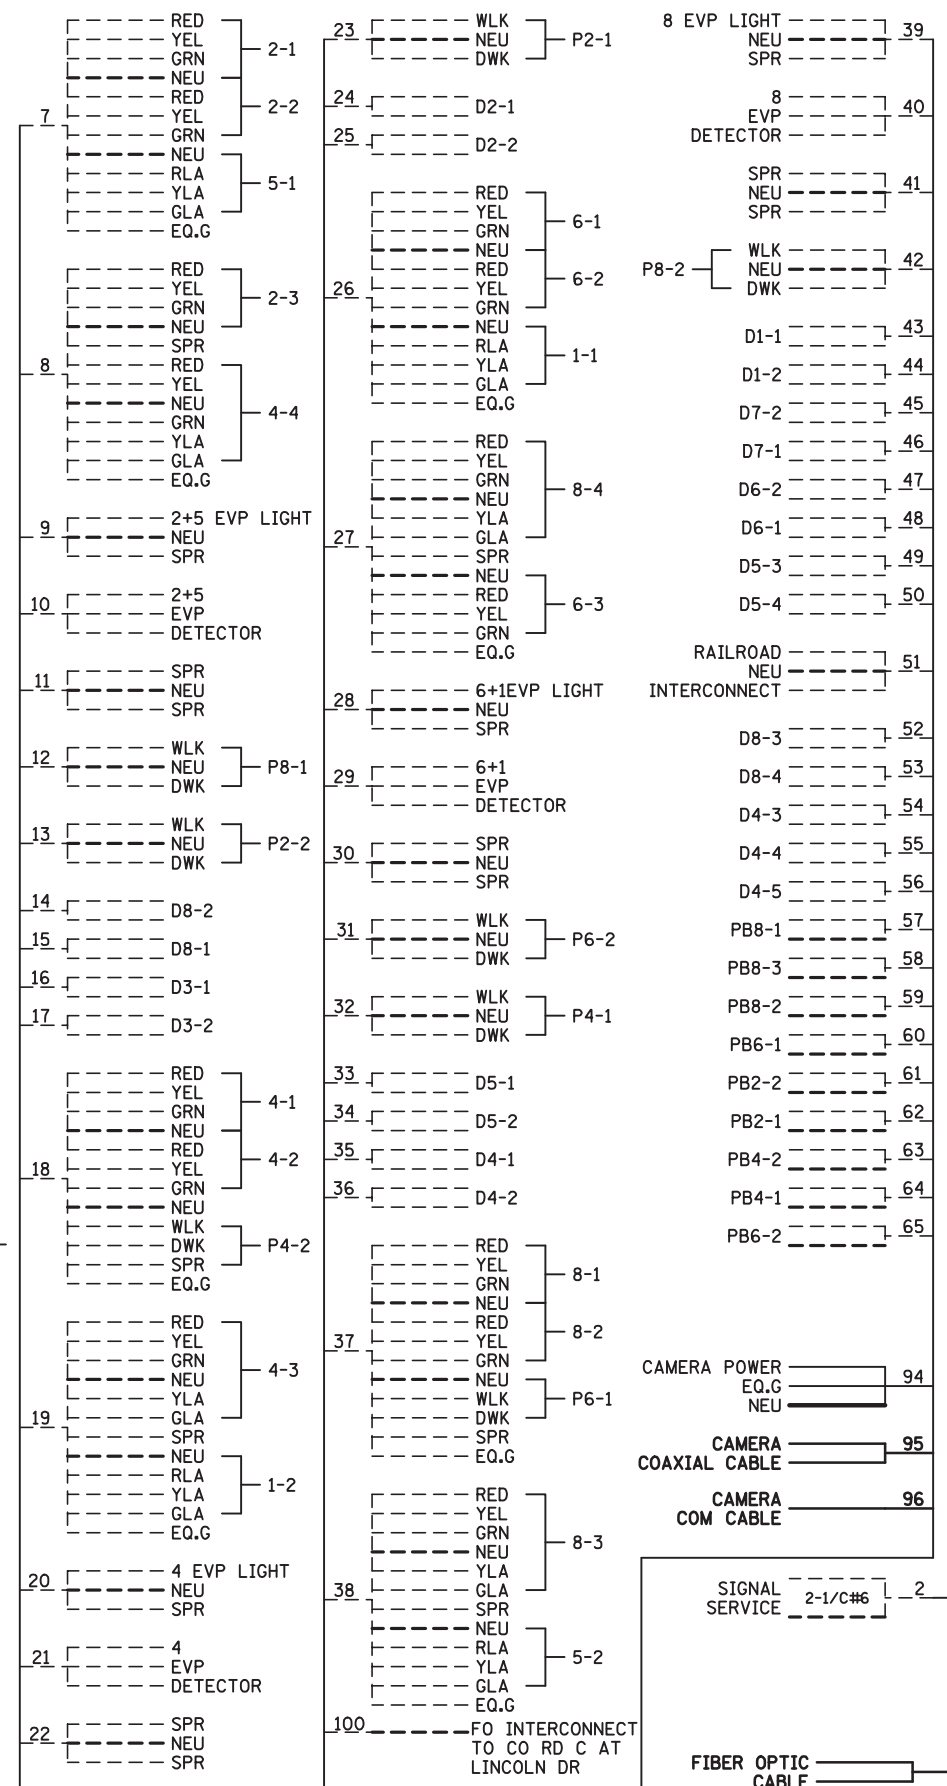 7
RED
YEL
GRN
NEU
2-1
RED
YEL
GRN
2-2
NEU
RLA
YLA
GLA
5-1
EQ.G
8
RED
YEL
GRN
NEU
2-3
SPR
RED
YEL
NEU
GRN
YLA
GLA
4-4
EQ.G
9
2+5 EVP LIGHT
NEU
SPR
10
2+5
EVP
DETECTOR
11
SPR
NEU
SPR
12
WLK
NEU
DWK
P8-1
13
WLK
NEU
DWK
P2-2
14 D8-2
15 D8-1
16 D3-1
17 D3-2
18
RED
YEL
GRN
NEU
4-1
RED
YEL
GRN
4-2
NEU
WLK
DWK
SPR
P4-2
EQ.G
19
RED
YEL
GRN
NEU
YLA
GLA
4-3
SPR
NEU
RLA
YLA
GLA
1-2
EQ.G
20
4 EVP LIGHT
NEU
SPR
21
4
EVP
DETECTOR
22
SPR
NEU
SPR
23
WLK
NEU
DWK
P2-1
24 D2-1
25 D2-2
26
RED
YEL
GRN
NEU
6-1
RED
YEL
GRN
6-2
NEU
RLA
YLA
GLA
1-1
EQ.G
27
RED
YEL
GRN
NEU
YLA
GLA
8-4
SPR
NEU
RED
YEL
GRN
6-3
EQ.G
28
6+1EVP LIGHT
NEU
SPR
29
6+1
EVP
DETECTOR
30
SPR
NEU
SPR
31
WLK
NEU
DWK
P6-2
32
WLK
NEU
DWK
P4-1
33 D5-1
34 D5-2
35 D4-1
36 D4-2
37
RED
YEL
GRN
NEU
8-1
RED
YEL
GRN
8-2
NEU
WLK
DWK
P6-1
SPR
EQ.G
38
RED
YEL
GRN
NEU
YLA
GLA
8-3
SPR
NEU
RLA
YLA
GLA
5-2
EQ.G
100
FO INTERCONNECT
TO CO RD C AT
LINCOLN DR
8 EVP LIGHT
NEU
SPR
39
8
EVP
DETECTOR
40
SPR
NEU
SPR
41
P8-2
WLK
NEU
DWK
42
D1-1 43
D1-2 44
D7-2 45
D7-1 46
D6-2 47
D6-1 48
D5-3 49
D5-4 50
RAILROAD
NEU
INTERCONNECT
51
D8-3 52
D8-4 53
D4-3 54
D4-4 55
D4-5 56
PB8-1 57
PB8-3 58
PB8-2 59
PB6-1 60
PB2-2 61
PB2-1 62
PB4-2 63
PB4-1 64
PB6-2 65
CAMERA POWER
EQ.G
NEU
94
CAMERA
COAXIAL CABLE
95
CAMERA
COM CABLE
96
SIGNAL
SERVICE
2-1/C#6
2
FIBER OPTIC
CABLE